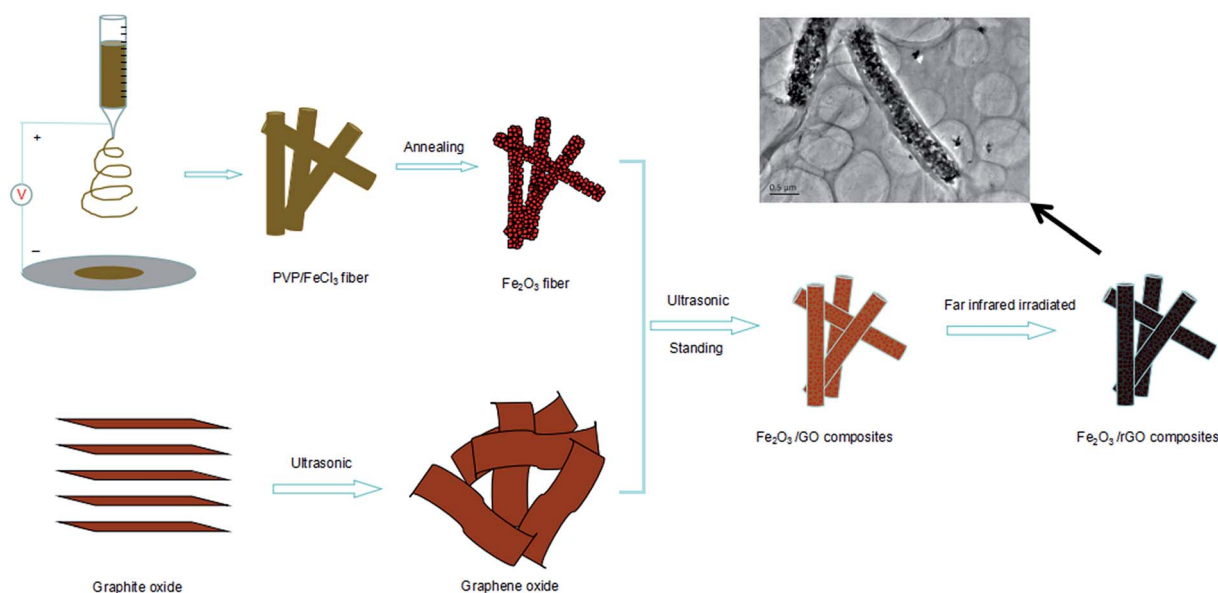 +
V
−
Annealing
PVP/FeCl₃ fiber
Fe₂O₃ fiber
0.5 μm
Ultrasonic
Standing
Far infrared irradiated
Fe₂O₃/GO composites
Fe₂O₃/rGO composites
Ultrasonic
Graphite oxide
Graphene oxide